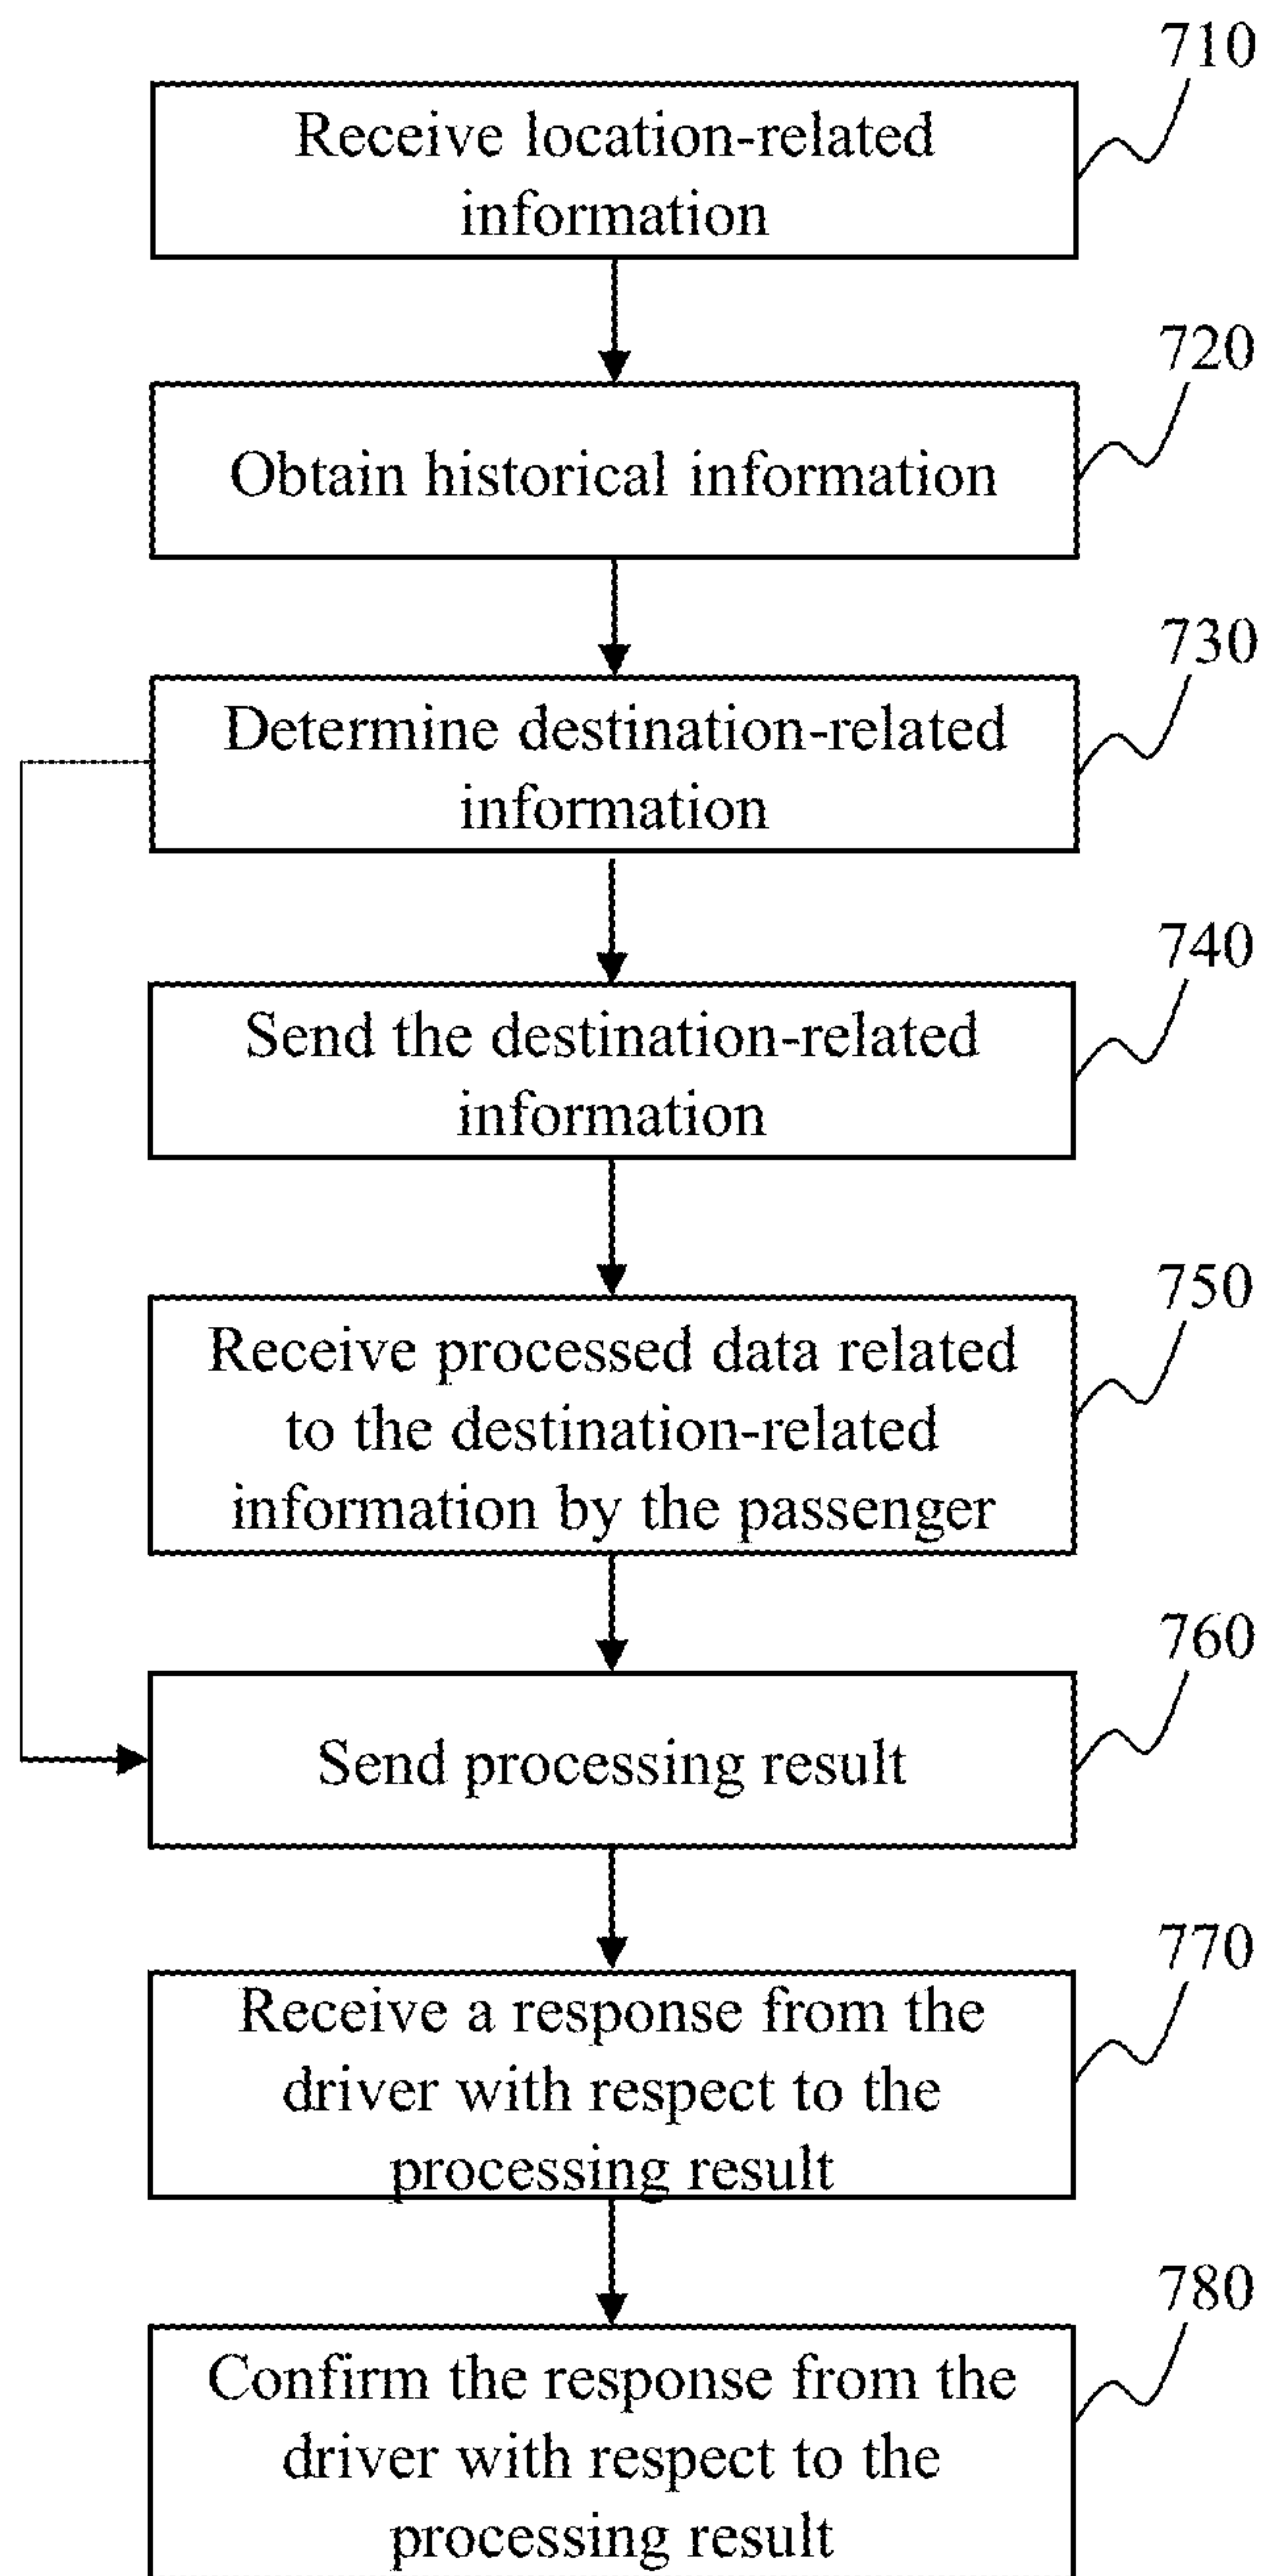 710
Receive location-related
information
720
Obtain historical information
730
Determine destination-related
information
740
Send the destination-related
information
750
Receive processed data related
to the destination-related
information by the passenger
760
Send processing result
770
Receive a response from the
driver with respect to the
processing result
780
Confirm the response from the
driver with respect to the
processing result